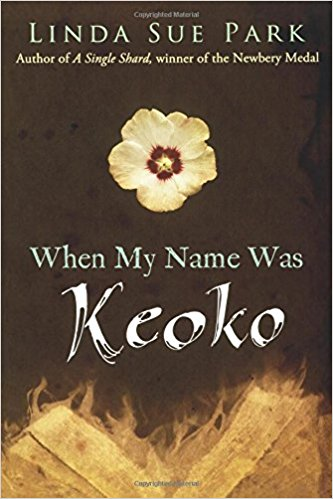 LINDA SUE PARK
Author of A Single Shard, winner of the Newbery Medal
When My Name Was
Keoko